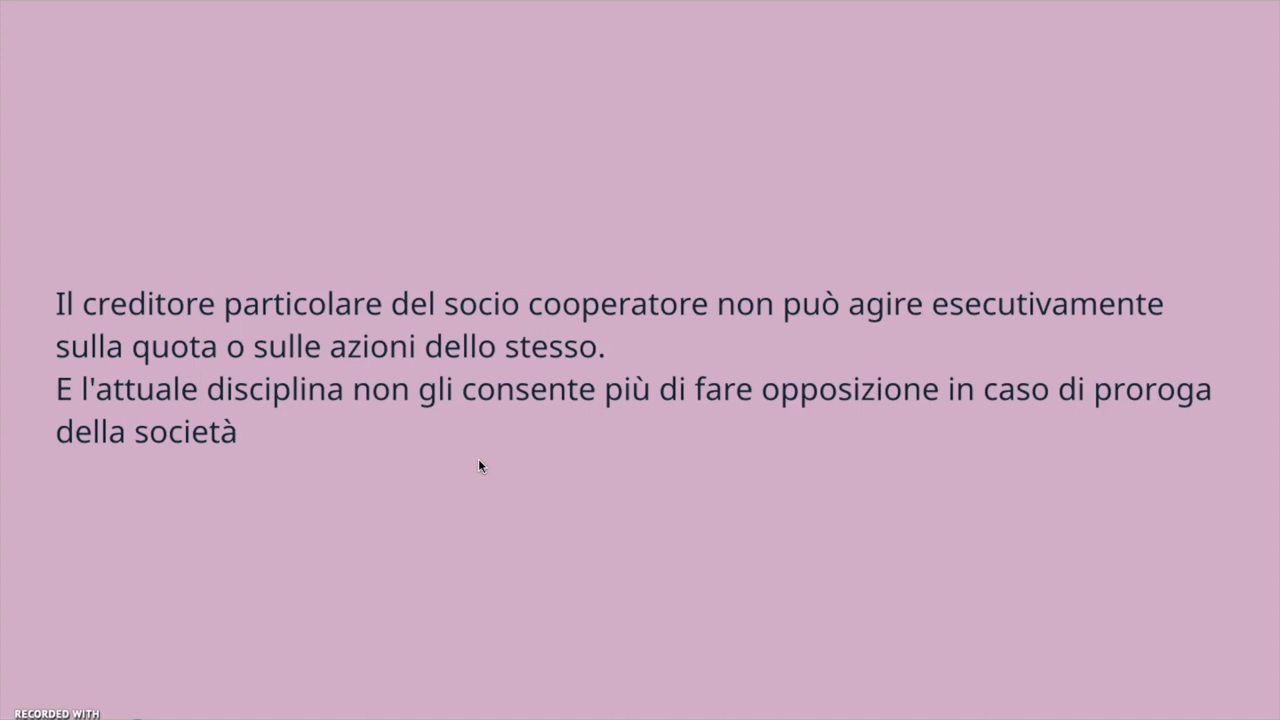 Il creditore particolare del socio cooperatore non può agire esecutivamente
sulla quota o sulle azioni dello stesso.
E l'attuale disciplina non gli consente più di fare opposizione in caso di proroga
della società
RECORDED WITH